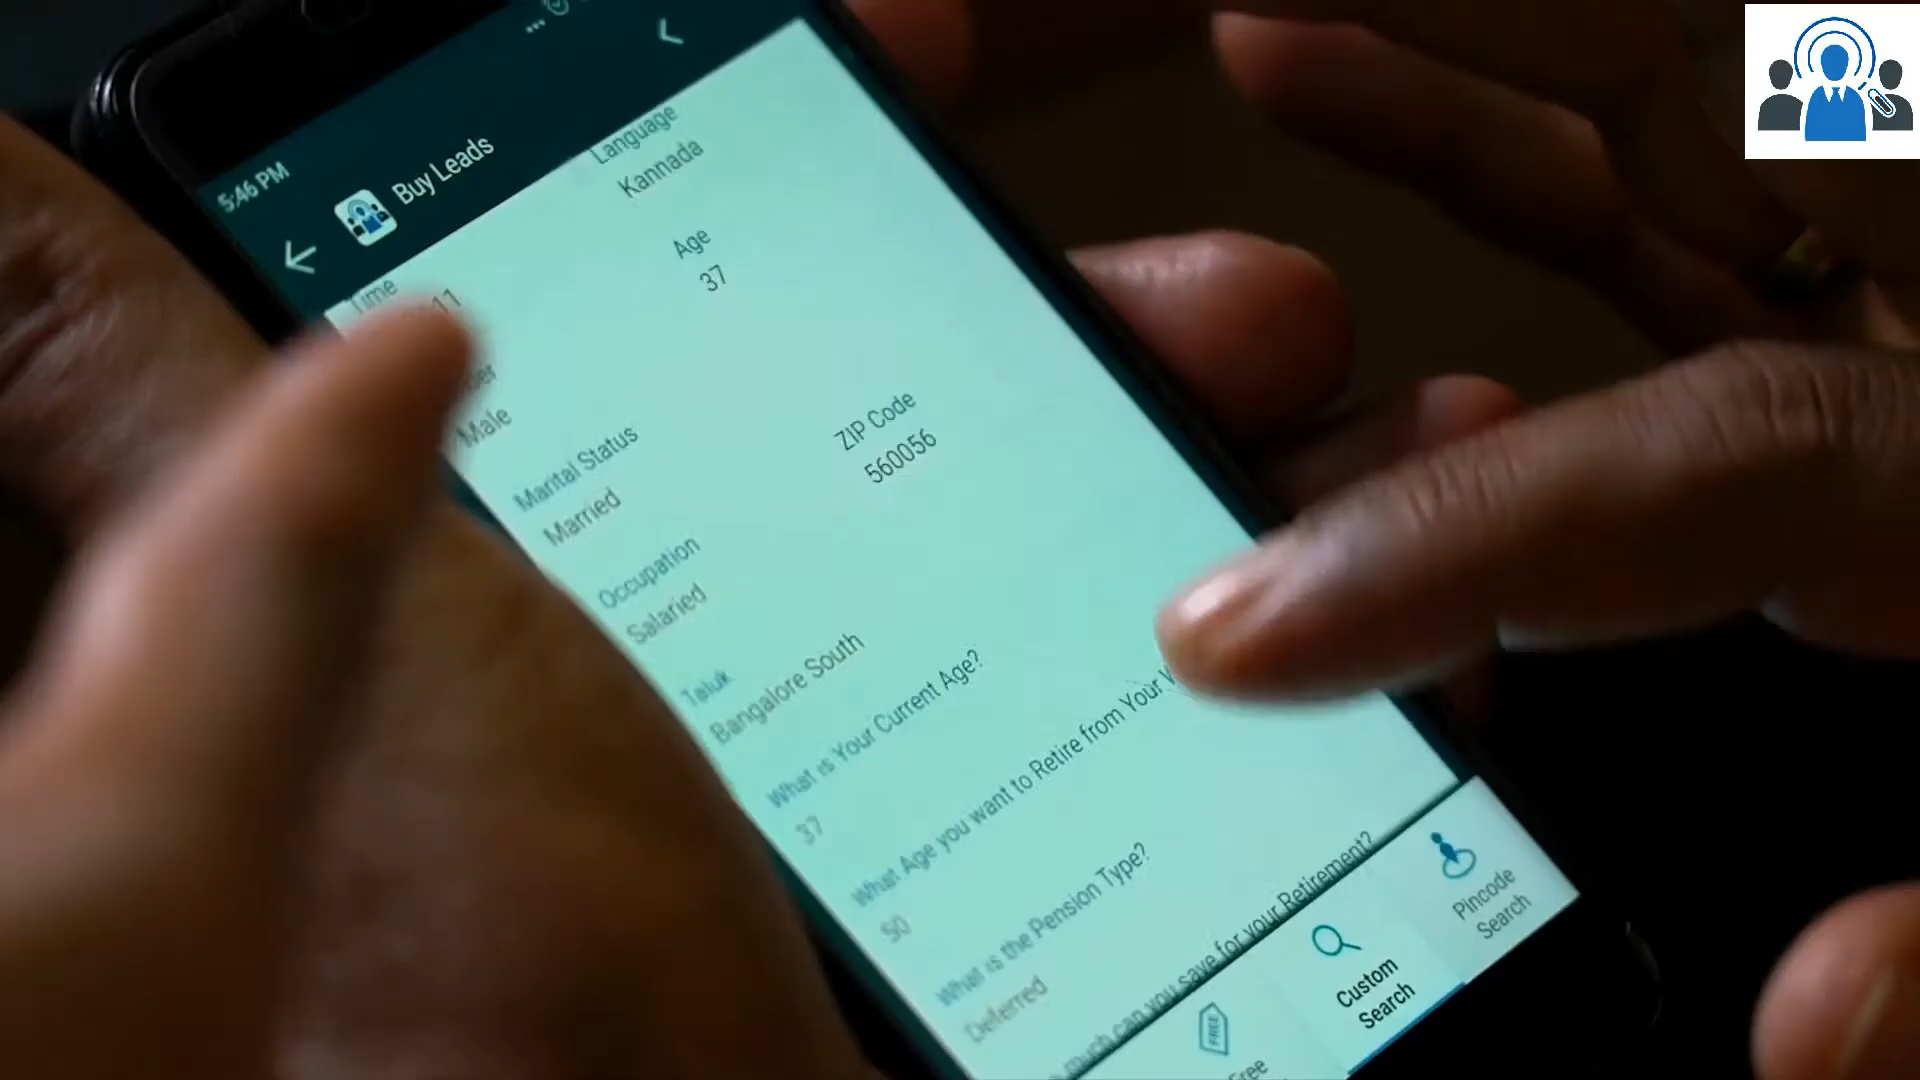 5:46 PM
Buy Leads
Time
Language
11
Kannada
Age
37
Male
Marital Status
ZIP Code
Married
560056
Occupation
Salaried
Taluk
Bangalore South
What is Your Current Age?
37
What Age you want to Retire from Your
50
What is the Pension Type?
Deferred
much can you save for your Retirement?
FREE
Free
Custom
Search
Pincode
Search